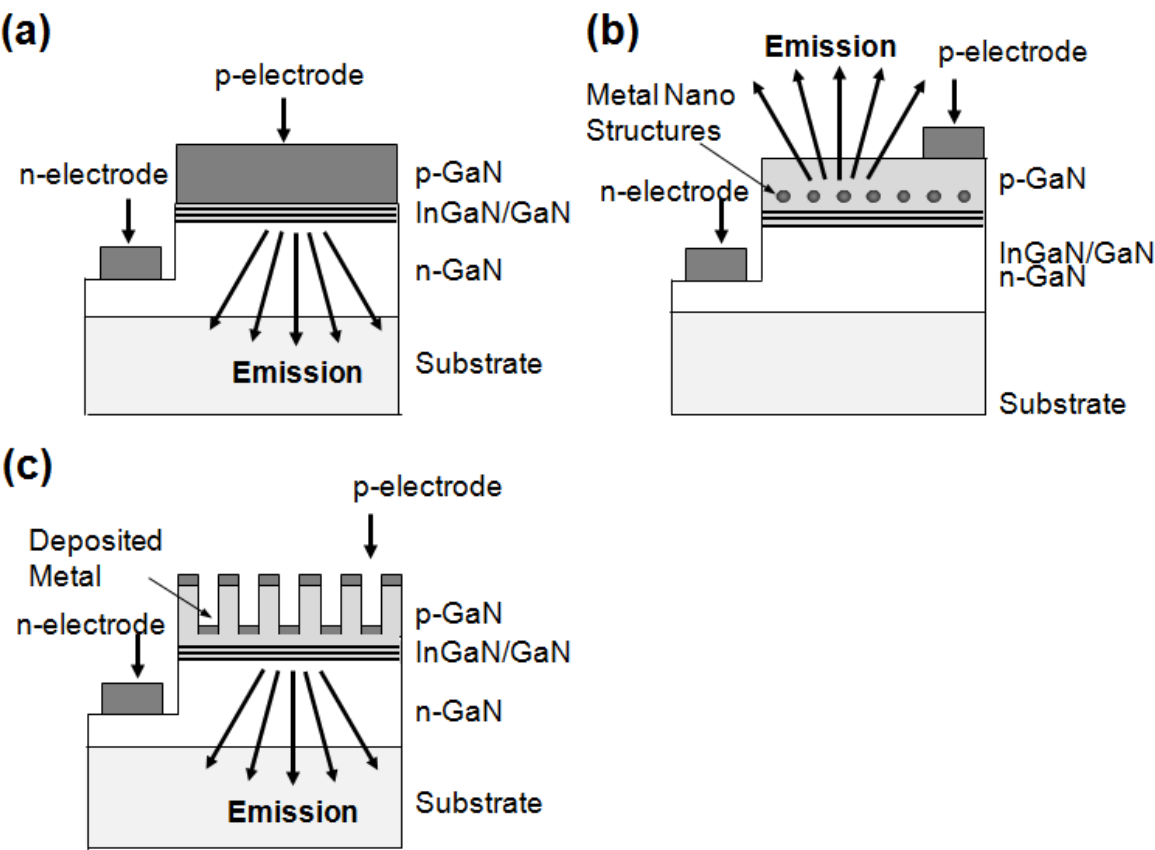 (a)
p-electrode
n-electrode
p-GaN
InGaN/GaN
n-GaN
Emission
Substrate
(b)
Emission
p-electrode
Metal Nano
Structures
p-GaN
n-electrode
InGaN/GaN
n-GaN
Substrate
(c)
p-electrode
Deposited
Metal
p-GaN
n-electrode
InGaN/GaN
n-GaN
Emission
Substrate